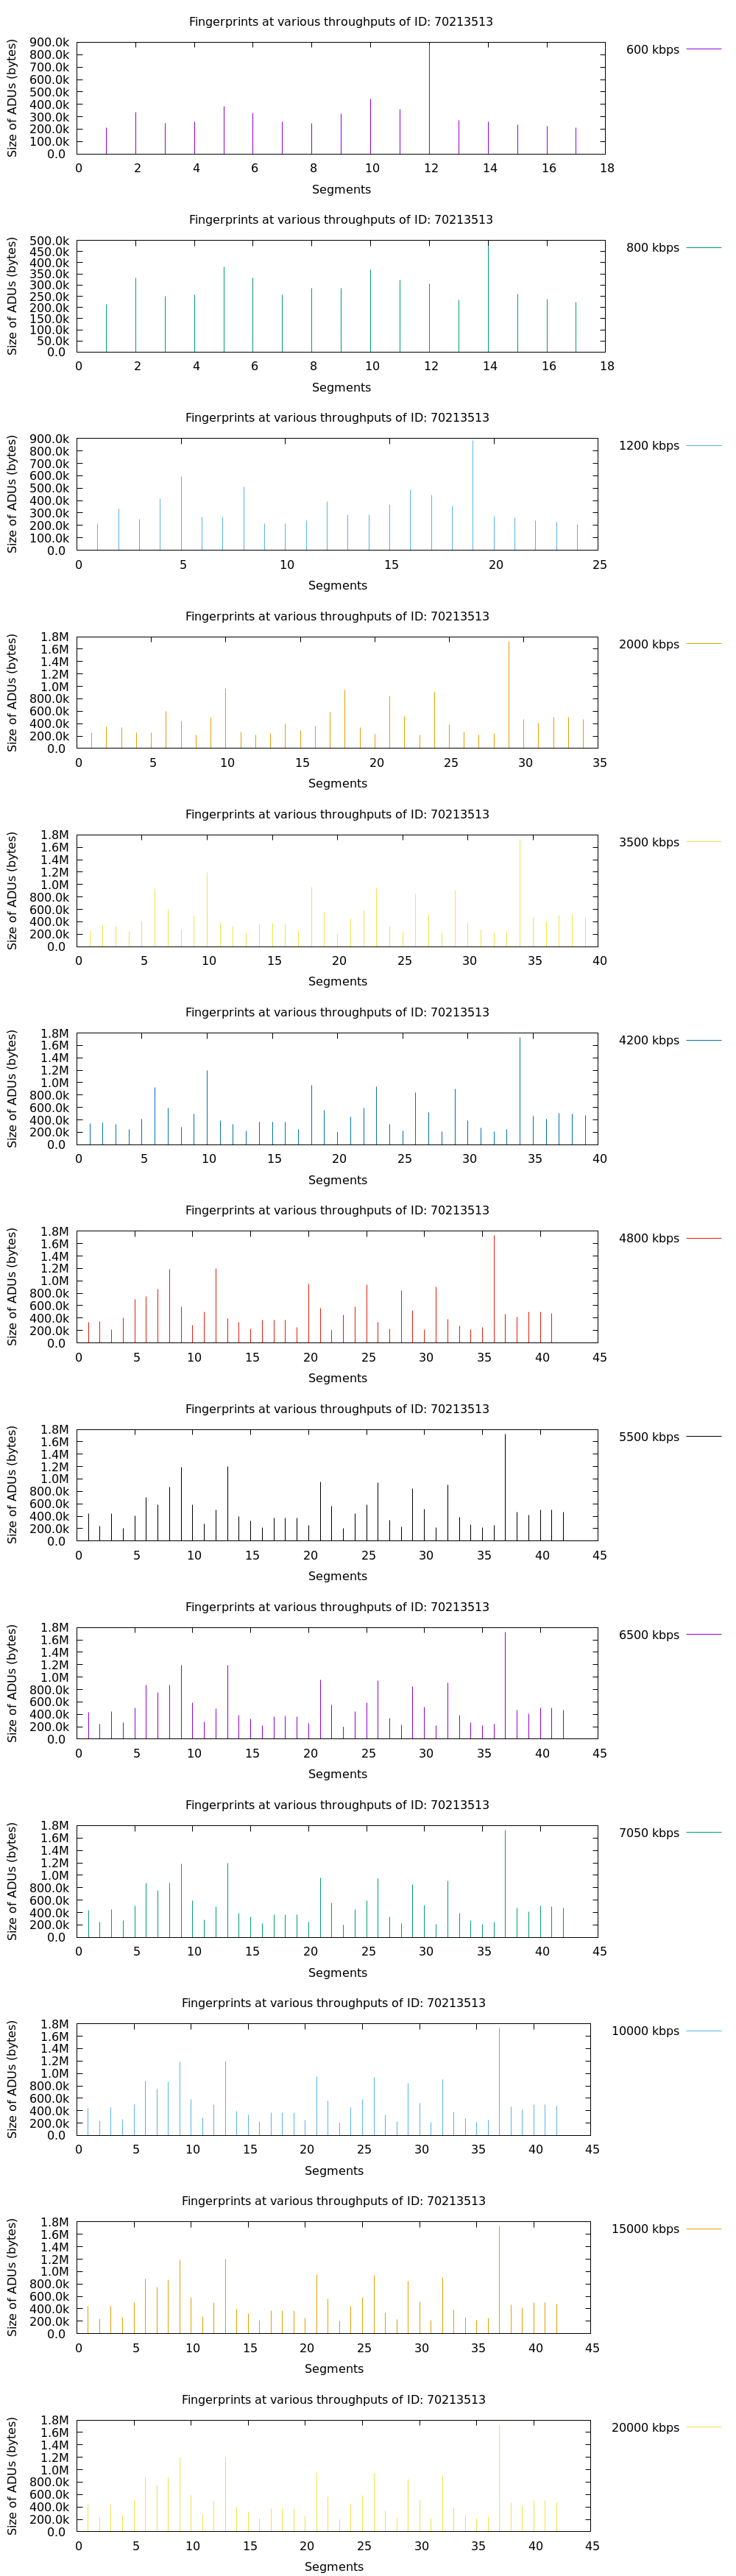 Fingerprints at various throughputs of ID: 70213513
Size of ADUs (bytes)
900.0k
800.0k
700.0k
600.0k
500.0k
400.0k
300.0k
200.0k
100.0k
0.0
0 2 4 6 8 10 12 14 16 18
Segments
600 kbps
Fingerprints at various throughputs of ID: 70213513
Size of ADUs (bytes)
500.0k
450.0k
400.0k
350.0k
300.0k
250.0k
200.0k
150.0k
100.0k
50.0k
0.0
0 2 4 6 8 10 12 14 16 18
Segments
800 kbps
Fingerprints at various throughputs of ID: 70213513
Size of ADUs (bytes)
900.0k
800.0k
700.0k
600.0k
500.0k
400.0k
300.0k
200.0k
100.0k
0.0
0 5 10 15 20 25
Segments
1200 kbps
Fingerprints at various throughputs of ID: 70213513
Size of ADUs (bytes)
1.8M
1.6M
1.4M
1.2M
1.0M
800.0k
600.0k
400.0k
200.0k
0.0
0 5 10 15 20 25 30 35
Segments
2000 kbps
Fingerprints at various throughputs of ID: 70213513
Size of ADUs (bytes)
1.8M
1.6M
1.4M
1.2M
1.0M
800.0k
600.0k
400.0k
200.0k
0.0
0 5 10 15 20 25 30 35 40
Segments
3500 kbps
Fingerprints at various throughputs of ID: 70213513
Size of ADUs (bytes)
1.8M
1.6M
1.4M
1.2M
1.0M
800.0k
600.0k
400.0k
200.0k
0.0
0 5 10 15 20 25 30 35 40
Segments
4200 kbps
Fingerprints at various throughputs of ID: 70213513
Size of ADUs (bytes)
1.8M
1.6M
1.4M
1.2M
1.0M
800.0k
600.0k
400.0k
200.0k
0.0
0 5 10 15 20 25 30 35 40 45
Segments
4800 kbps
Fingerprints at various throughputs of ID: 70213513
Size of ADUs (bytes)
1.8M
1.6M
1.4M
1.2M
1.0M
800.0k
600.0k
400.0k
200.0k
0.0
0 5 10 15 20 25 30 35 40 45
Segments
5500 kbps
Fingerprints at various throughputs of ID: 70213513
Size of ADUs (bytes)
1.8M
1.6M
1.4M
1.2M
1.0M
800.0k
600.0k
400.0k
200.0k
0.0
0 5 10 15 20 25 30 35 40 45
Segments
6500 kbps
Fingerprints at various throughputs of ID: 70213513
Size of ADUs (bytes)
1.8M
1.6M
1.4M
1.2M
1.0M
800.0k
600.0k
400.0k
200.0k
0.0
0 5 10 15 20 25 30 35 40 45
Segments
7050 kbps
Fingerprints at various throughputs of ID: 70213513
Size of ADUs (bytes)
1.8M
1.6M
1.4M
1.2M
1.0M
800.0k
600.0k
400.0k
200.0k
0.0
0 5 10 15 20 25 30 35 40 45
Segments
10000 kbps
Fingerprints at various throughputs of ID: 70213513
Size of ADUs (bytes)
1.8M
1.6M
1.4M
1.2M
1.0M
800.0k
600.0k
400.0k
200.0k
0.0
0 5 10 15 20 25 30 35 40 45
Segments
15000 kbps
Fingerprints at various throughputs of ID: 70213513
Size of ADUs (bytes)
1.8M
1.6M
1.4M
1.2M
1.0M
800.0k
600.0k
400.0k
200.0k
0.0
0 5 10 15 20 25 30 35 40 45
Segments
20000 kbps